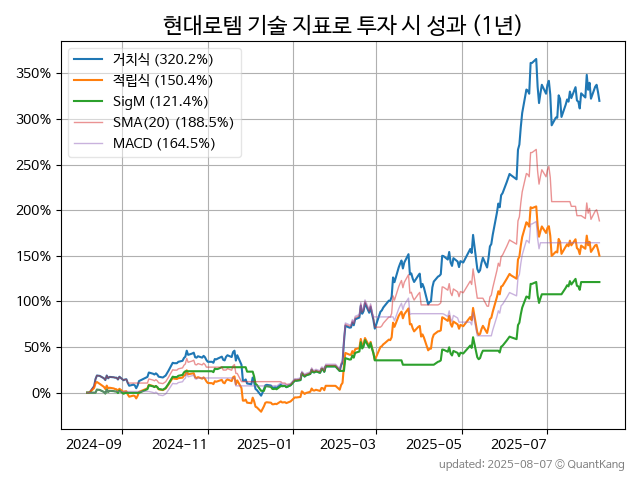 현대로템 기술 지표로 투자 시 성과 (1년)
거치식 (320.2%)
적립식 (150.4%)
SigM (121.4%)
SMA(20) (188.5%)
MACD (164.5%)
350%
300%
250%
200%
150%
100%
50%
0%
2024-09 2024-11 2025-01 2025-03 2025-05 2025-07
updated: 2025-08-07 © QuantKang